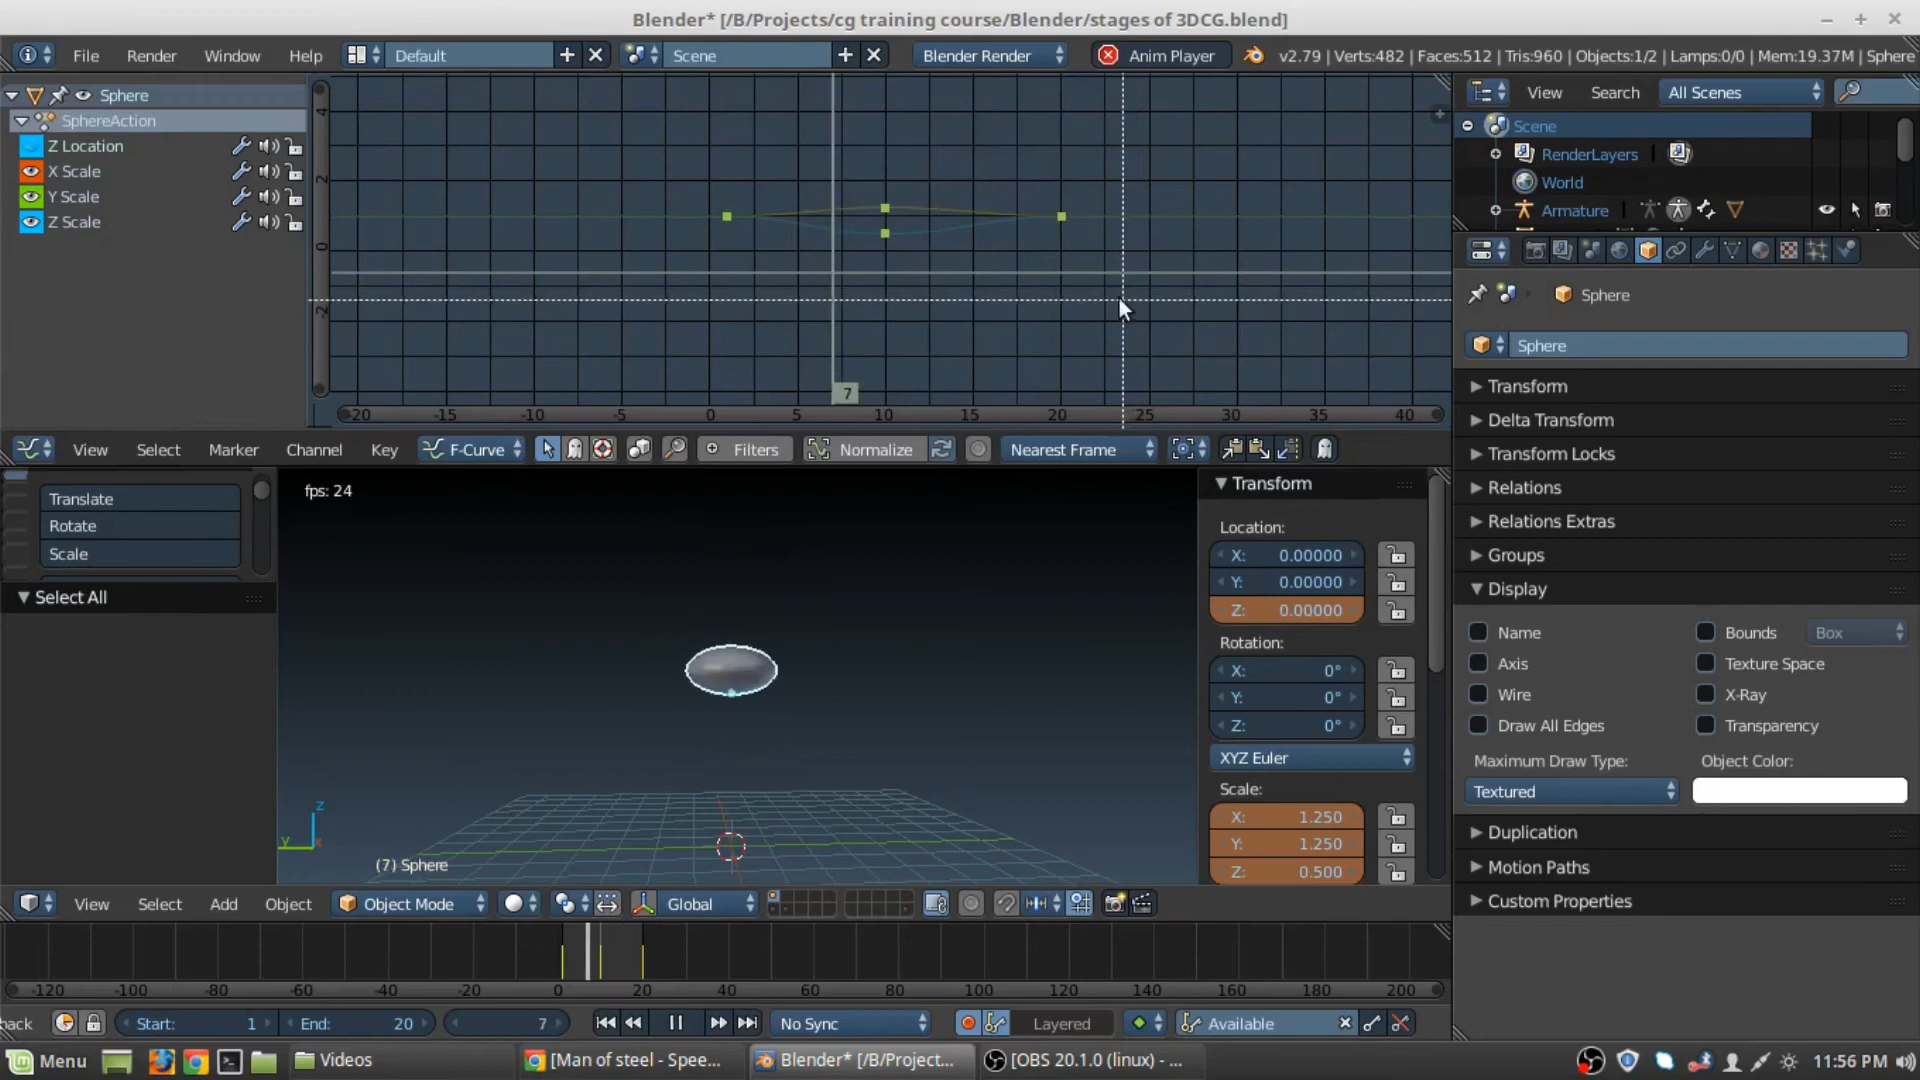 Blender* [/B/Projects/cg training course/Blender/stages of 3DCG.blend]
File Render Window Help Default Scene Blender Render Anim Player v2.79 | Verts:482 | Faces:512 | Tris:960 | Objects:1/2 | Lamps:0/0 | Mem:19.37M | Sphere
Sphere
SphereAction
Z Location
X Scale
Y Scale
Z Scale
4
2
0
-2
7
-20 -15 -10 -5 0 5 10 15 20 25 30 35 40
View Select Marker Channel Key F-Curve Filters Normalize Nearest Frame
View Search All Scenes
Scene
RenderLayers
World
Armature
Sphere
Sphere
Transform
Delta Transform
Transform Locks
Relations
Relations Extras
Groups
Display
Name Bounds Box
Axis Texture Space
Wire X-Ray
Draw All Edges Transparency
Maximum Draw Type: Object Color:
Textured
Duplication
Motion Paths
Custom Properties
Translate
Rotate
Scale
Select All
fps: 24
z
y
x
(7) Sphere
Transform
Location:
X: 0.00000
Y: 0.00000
Z: 0.00000
Rotation:
X: 0°
Y: 0°
Z: 0°
XYZ Euler
Scale:
X: 1.250
Y: 1.250
Z: 0.500
View Select Add Object Object Mode Global
-120 -100 -80 -60 -40 -20 0 20 40 60 80 100 120 140 160 180 200
back Start: 1 End: 20 7 No Sync Layered Available
Menu Videos [Man of steel - Spee... Blender* [/B/Project... [OBS 20.1.0 (linux) - ... 11:56 PM